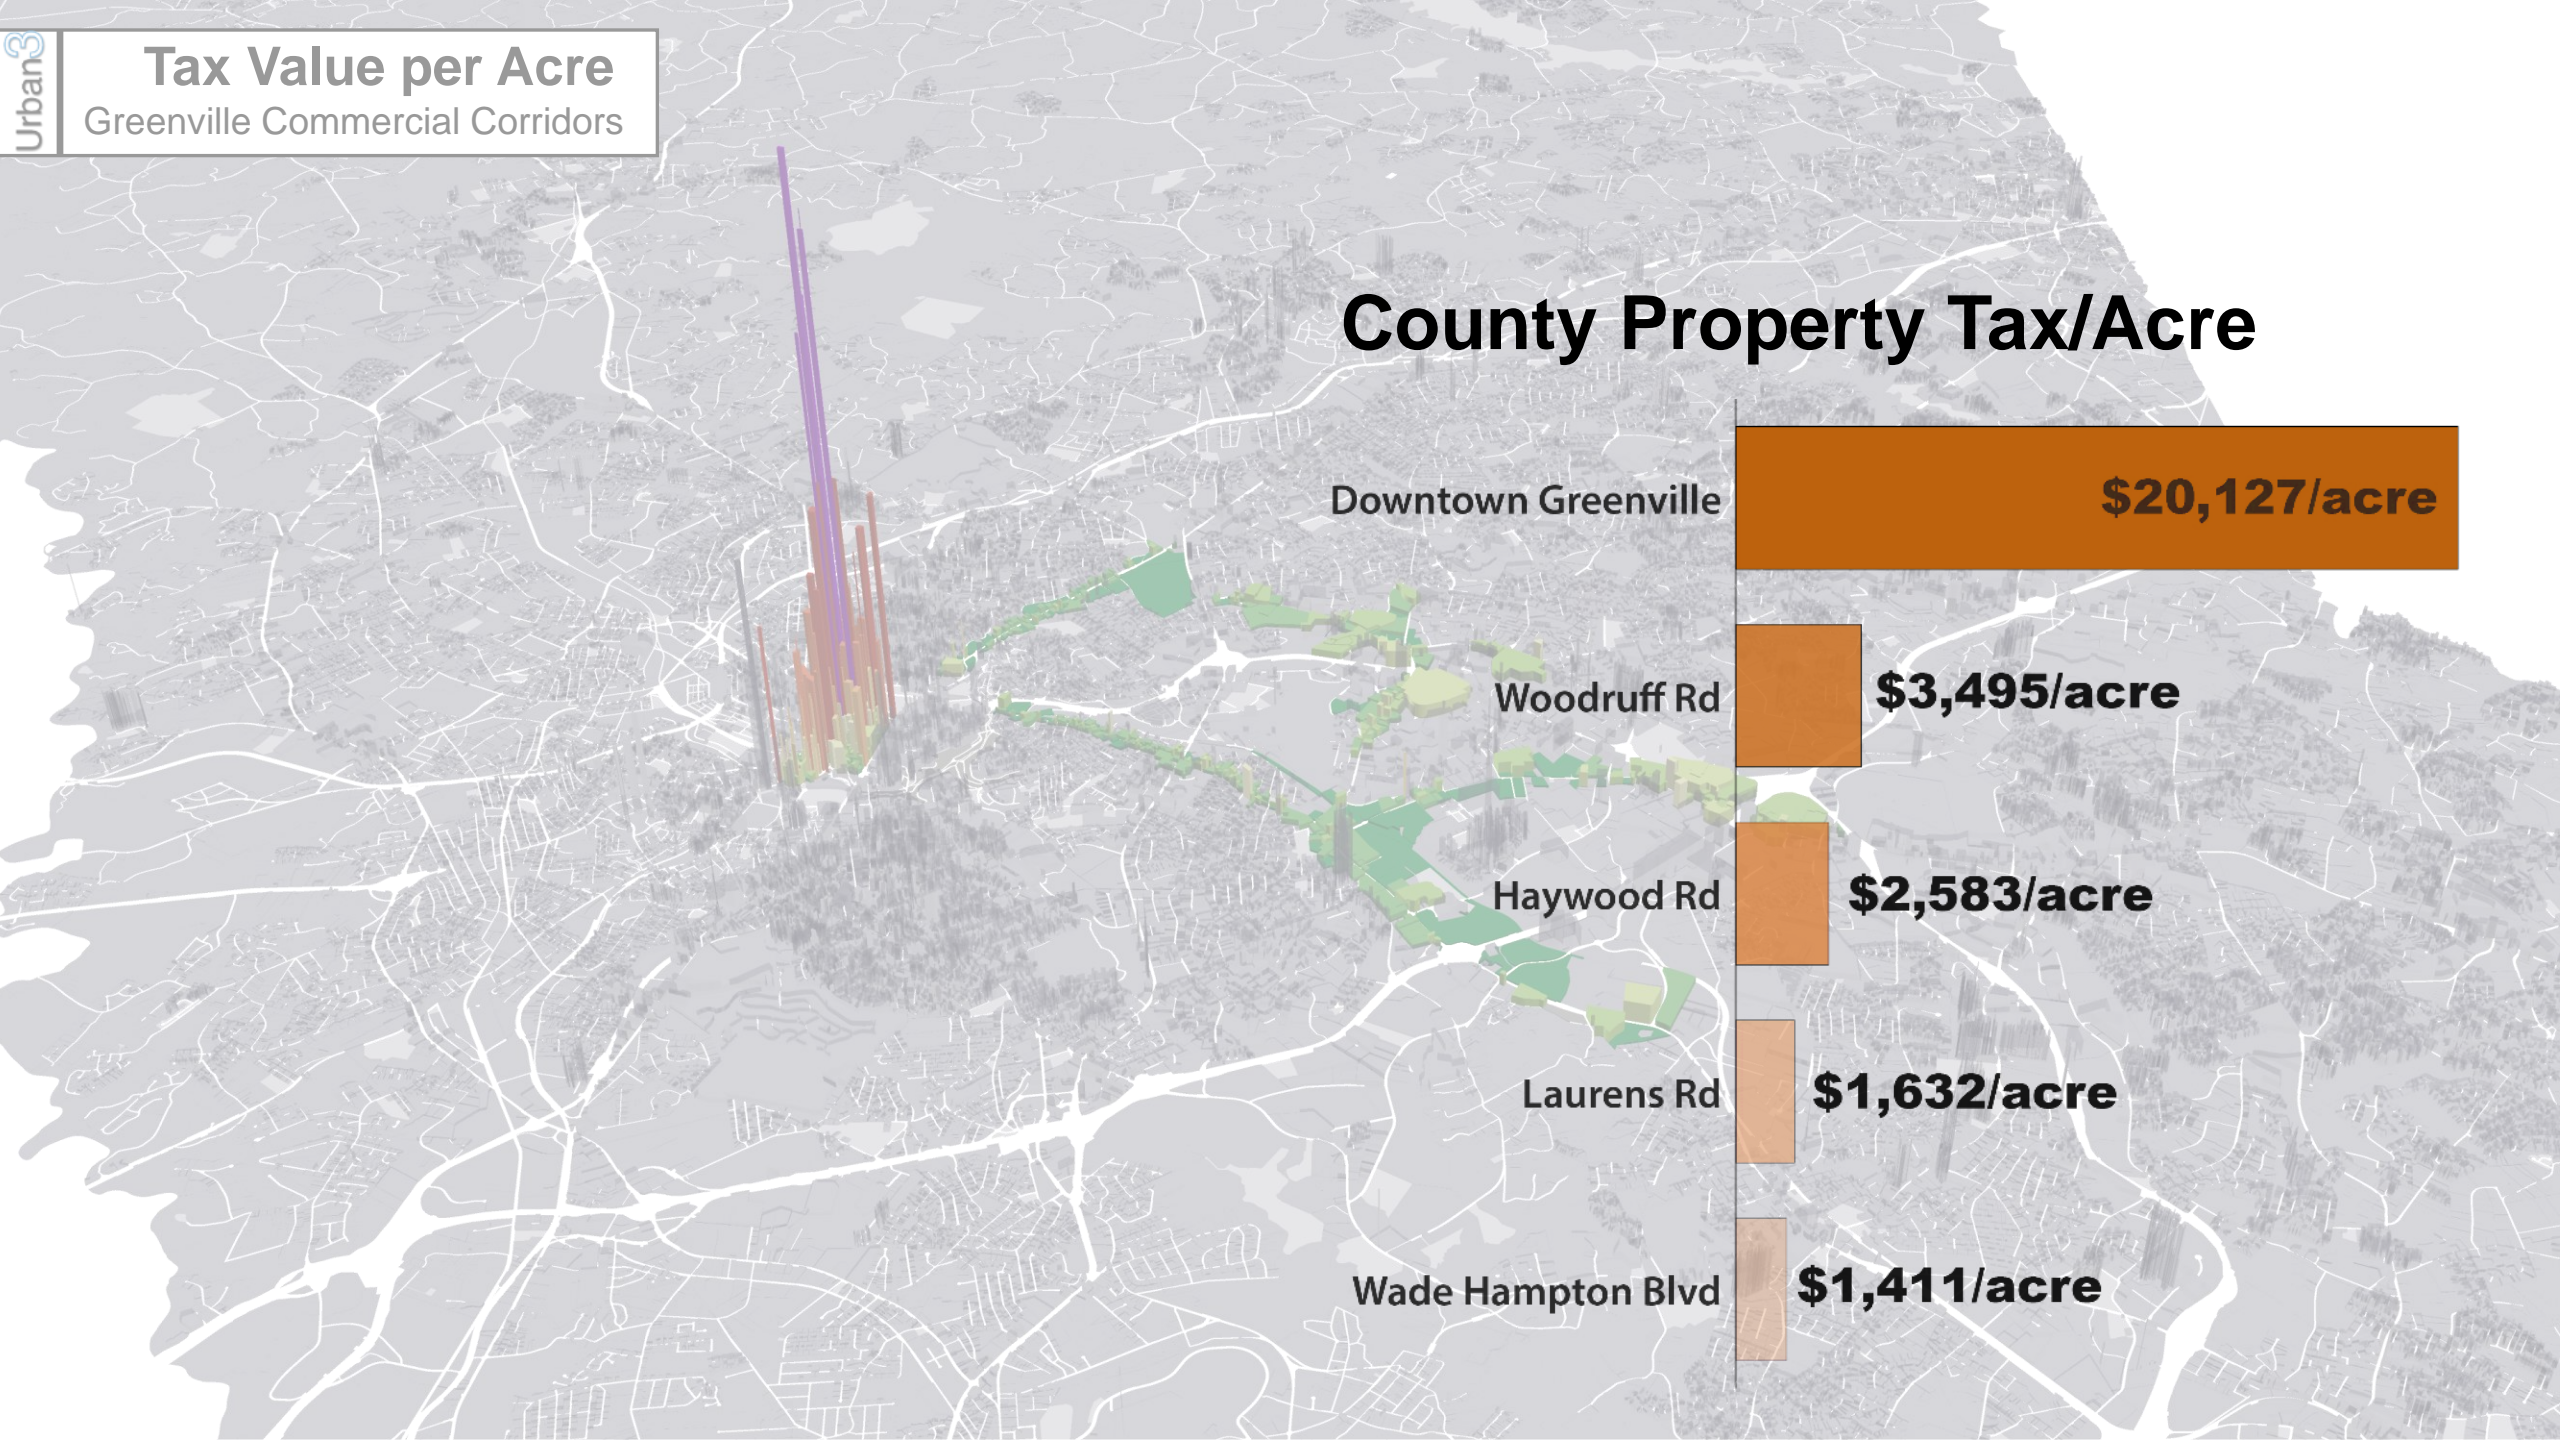 Urban3
Tax Value per Acre
Greenville Commercial Corridors
County Property Tax/Acre
Downtown Greenville
$20,127/acre
Woodruff Rd
$3,495/acre
Haywood Rd
$2,583/acre
Laurens Rd
$1,632/acre
Wade Hampton Blvd
$1,411/acre